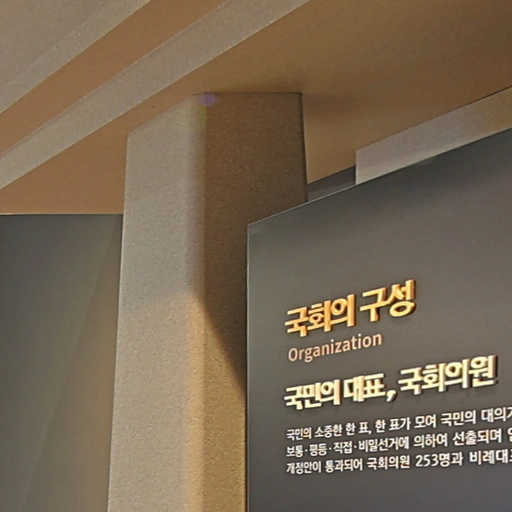 국회의 구성
Organization
국민의 대표, 국회의원
국민의 소중한 한 표, 한 표가 모여 국민의 대의기
보통·평등·직접·비밀선거에 의하여 선출되며
개정안이 통과되어 국회의원 253명과 비례대표